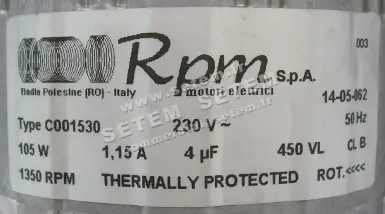 003
Rpm S.p.A.
Badia Polesine (RO) - Italy motori elettrici
14-05-062
Type C001530 230 V~ 50 Hz
105 W 1,15 A 4 µF 450 VL CL B
1350 RPM THERMALLY PROTECTED ROT.<<<<
SETEM SETEM